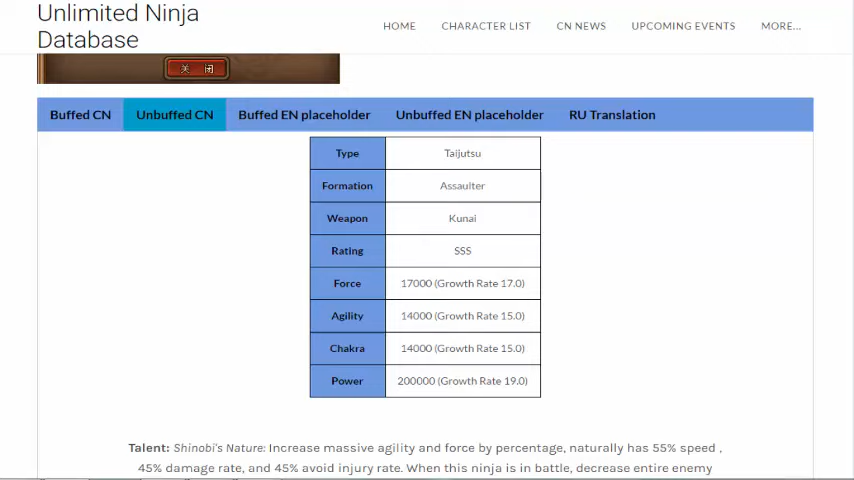 Unlimited Ninja
Database
HOME CHARACTER LIST CN NEWS UPCOMING EVENTS MORE...
关 闭
Buffed CN Unbuffed CN Buffed EN placeholder Unbuffed EN placeholder RU Translation
Type Taijutsu
Formation Assaulter
Weapon Kunai
Rating SSS
Force 17000 (Growth Rate 17.0)
Agility 14000 (Growth Rate 15.0)
Chakra 14000 (Growth Rate 15.0)
Power 200000 (Growth Rate 19.0)
Talent: Shinobi's Nature: Increase massive agility and force by percentage, naturally has 55% speed ,
45% damage rate, and 45% avoid injury rate. When this ninja is in battle, decrease entire enemy